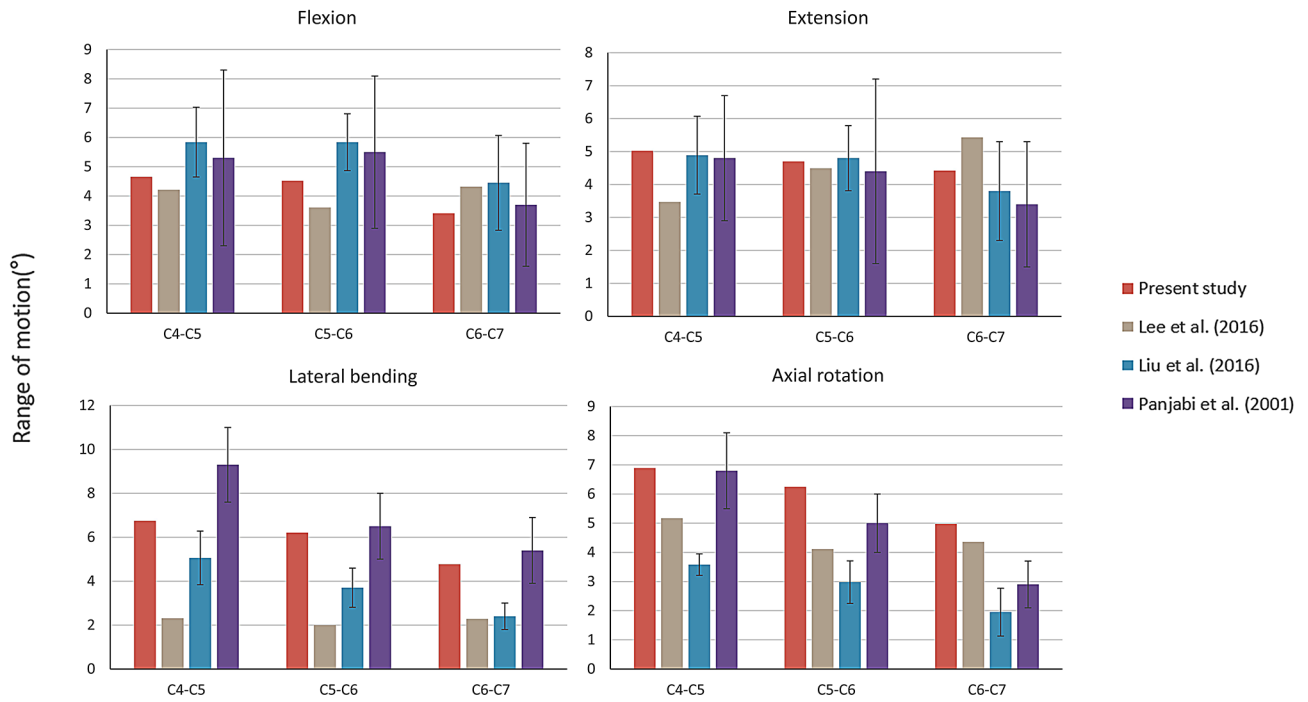 Flexion
9
8
7
6
5
4
3
2
1
0
C4-C5
C5-C6
C6-C7
Extension
8
7
6
5
4
3
2
1
0
C4-C5
C5-C6
C6-C7
Range of motion(°)
Present study
Lee et al. (2016)
Liu et al. (2016)
Panjabi et al. (2001)
Lateral bending
12
10
8
6
4
2
0
C4-C5
C5-C6
C6-C7
Axial rotation
9
8
7
6
5
4
3
2
1
0
C4-C5
C5-C6
C6-C7